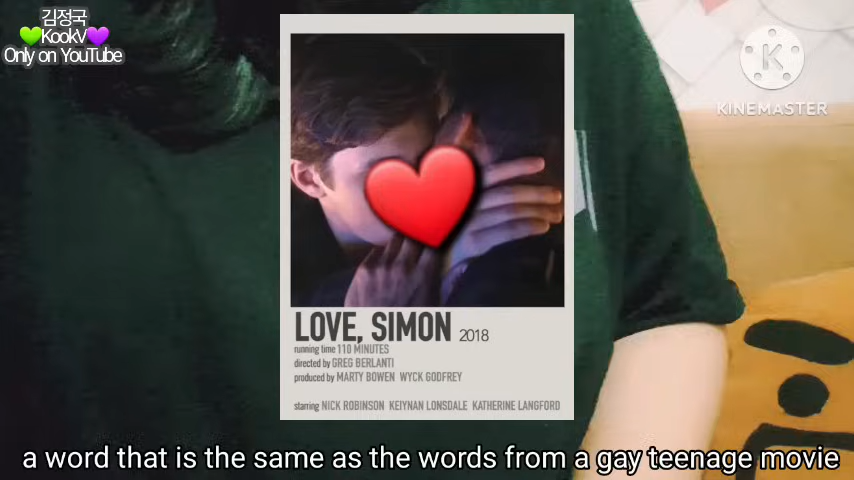 김정국
💚KookV💜
Only on YouTube
KINEMASTER
LOVE, SIMON 2018
running time 110 MINUTES
directed by GREG BERLANTI
produced by MARTY BOWEN WYCK GODFREY
starring NICK ROBINSON KEIYNAN LONSDALE KATHERINE LANGFORD
a word that is the same as the words from a gay teenage movie